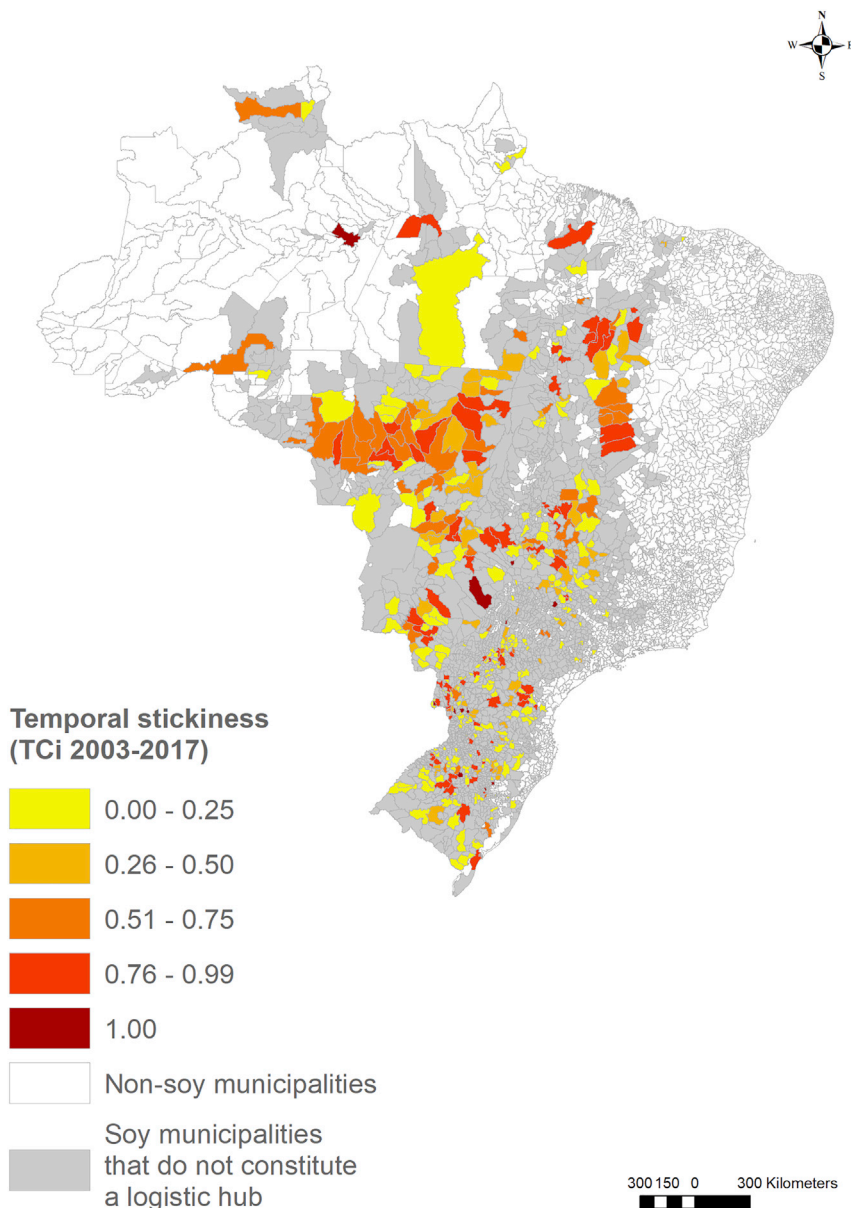 N
W E
S
Temporal stickiness
(TCi 2003-2017)
0.00 - 0.25
0.26 - 0.50
0.51 - 0.75
0.76 - 0.99
1.00
Non-soy municipalities
Soy municipalities
that do not constitute
a logistic hub
300 150 0 300 Kilometers